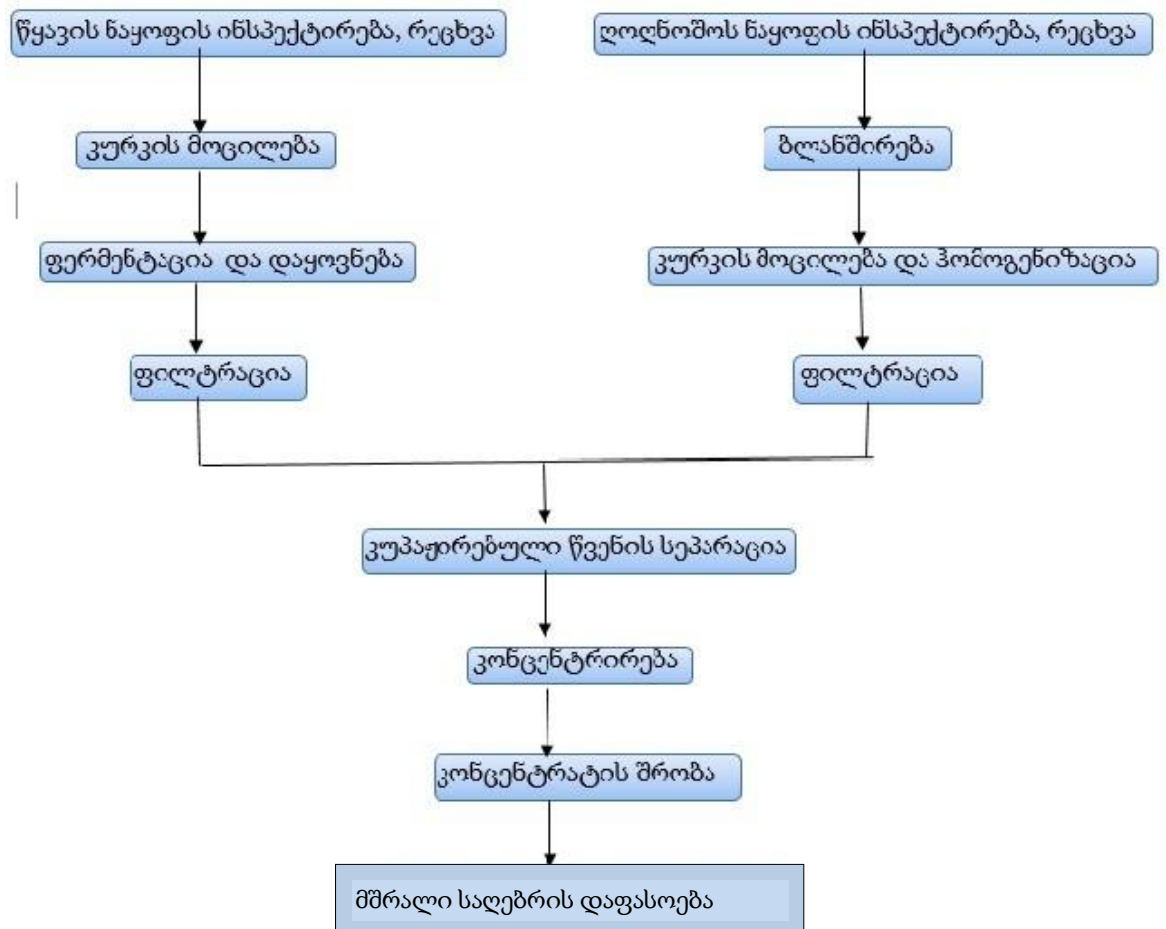 წყავის ნაყოფის ინსპექტირება, რეცხვა
ღოღნოშოს ნაყოფის ინსპექტირება, რეცხვა
კურკის მოცილება
ბლანშირება
ფერმენტაცია და დაყოვნება
კურკის მოცილება და ჰომოგენიზაცია
ფილტრაცია
ფილტრაცია
კუპაჟირებული წვენის სეპარაცია
კონცენტრირება
კონცენტრატის შრობა
მშრალი საღებრის დაფასოება